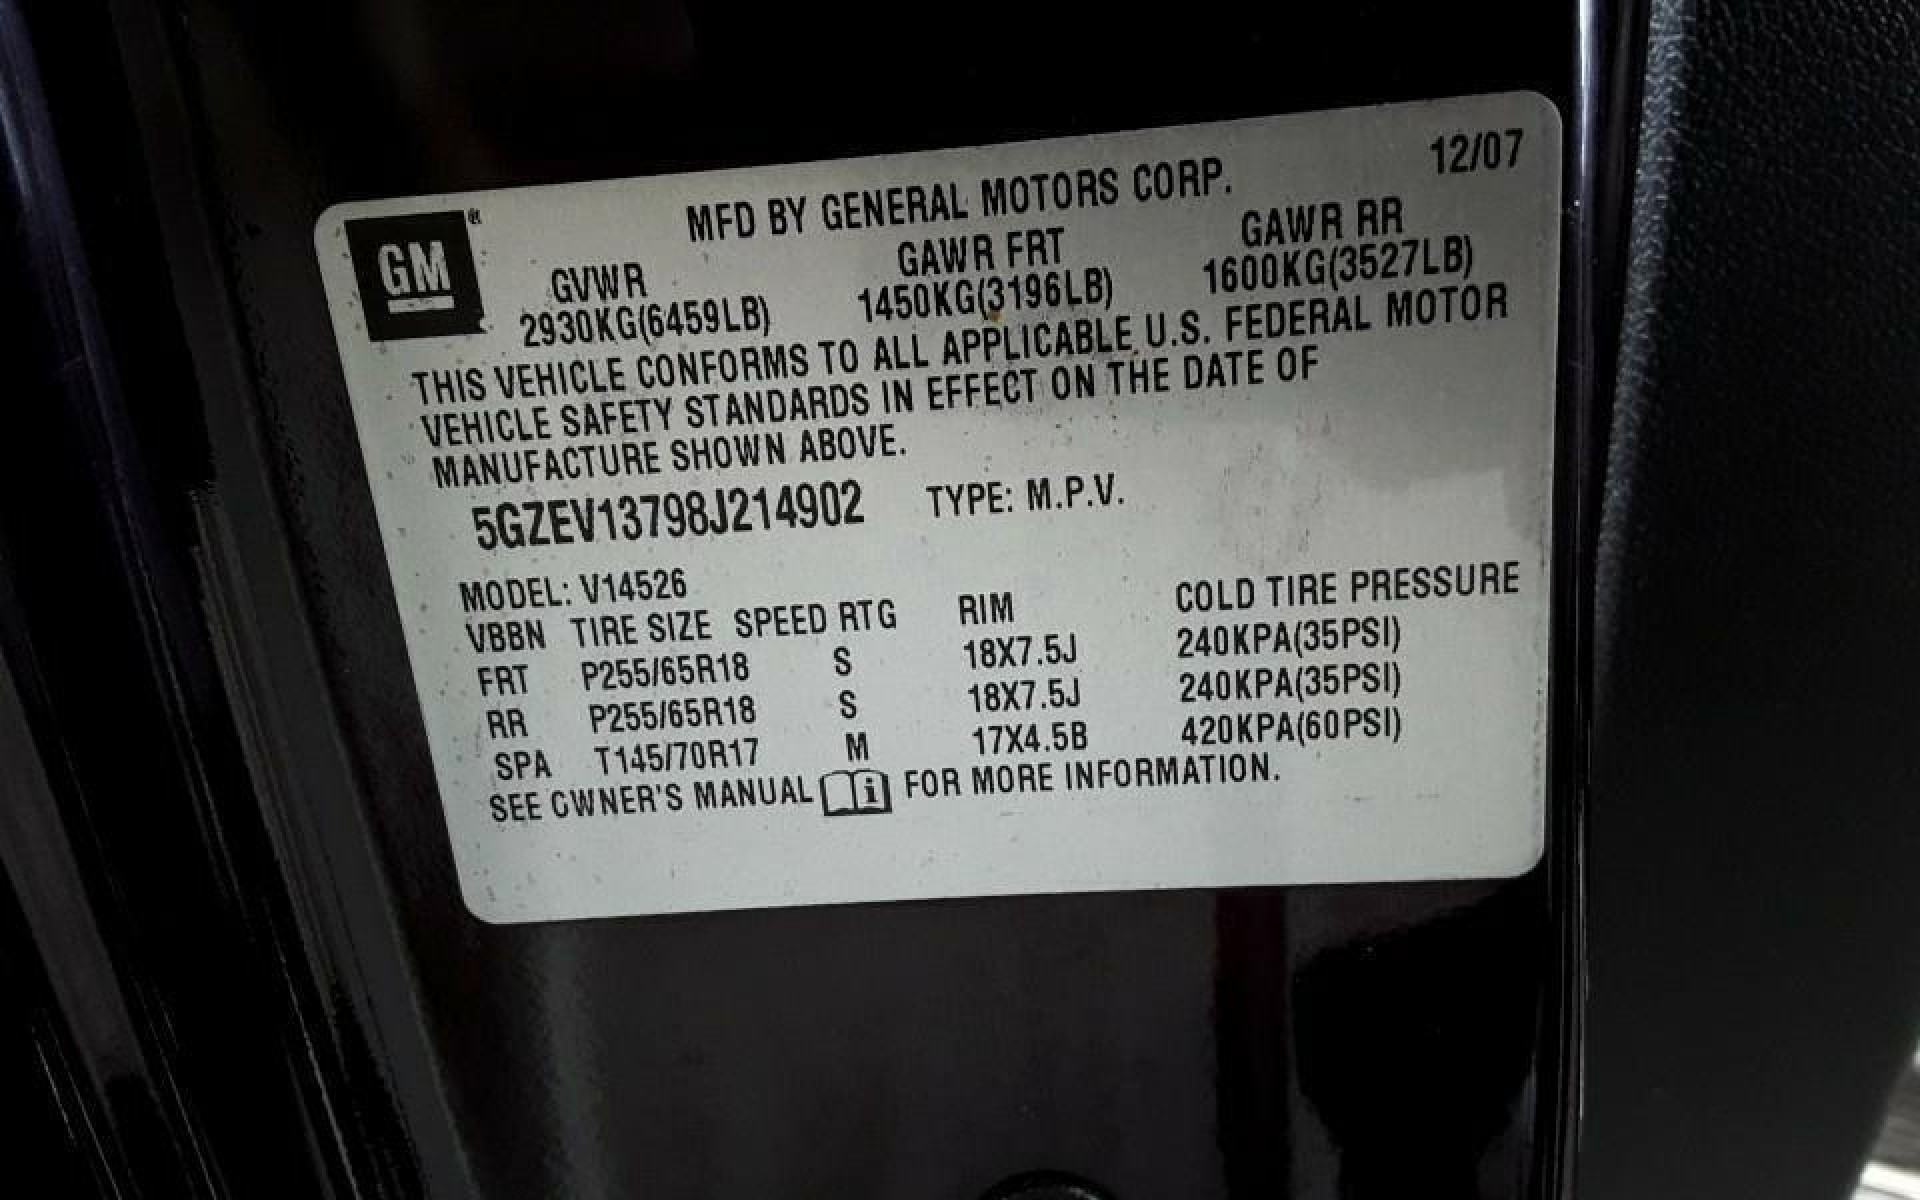 12/07
MFD BY GENERAL MOTORS CORP.
GM®
GVWR GAWR FRT GAWR RR
2930KG(6459LB) 1450KG(3196LB) 1600KG(3527LB)
THIS VEHICLE CONFORMS TO ALL APPLICABLE U.S. FEDERAL MOTOR
VEHICLE SAFETY STANDARDS IN EFFECT ON THE DATE OF
MANUFACTURE SHOWN ABOVE.
5GZEV13798J214902 TYPE: M.P.V.
MODEL: V14526
VBBN TIRE SIZE SPEED RTG RIM COLD TIRE PRESSURE
FRT P255/65R18 S 18X7.5J 240KPA(35PSI)
RR P255/65R18 S 18X7.5J 240KPA(35PSI)
SPA T145/70R17 M 17X4.5B 420KPA(60PSI)
SEE OWNER'S MANUAL i FOR MORE INFORMATION.